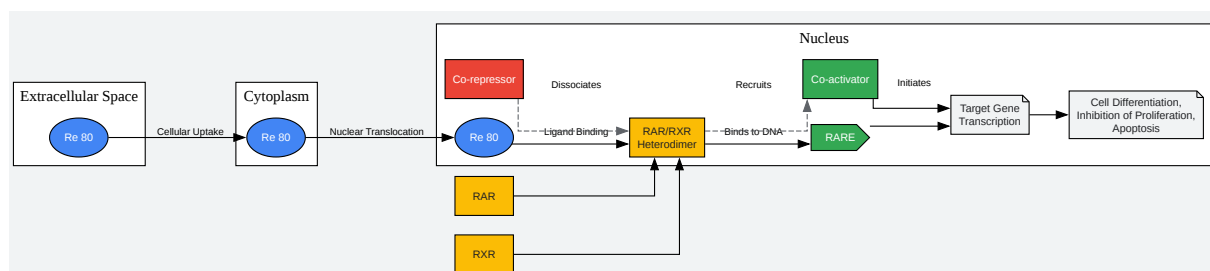 Nucleus
Extracellular Space
Cytoplasm
Co-repressor
Dissociates
Recruits
Co-activator
Initiates
Re 80
Cellular Uptake
Re 80
Nuclear Translocation
Re 80
Ligand Binding
RAR/RXR
Heterodimer
Binds to DNA
RARE
Target Gene
Transcription
Cell Differentiation,
Inhibition of Proliferation,
Apoptosis
RAR
RXR